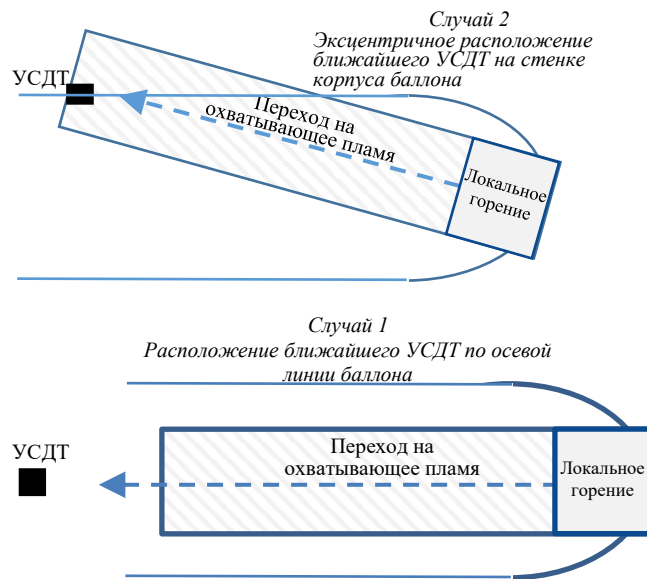 Случай 2
Эксцентричное расположение
ближайшего УСДТ на стенке
корпуса баллона
УСДТ
Переход на
охватывающее пламя
Локальное
горение
Случай 1
Расположение ближайшего УСДТ по осевой
линии баллона
УСДТ
Переход на
охватывающее пламя
Локальное
горение